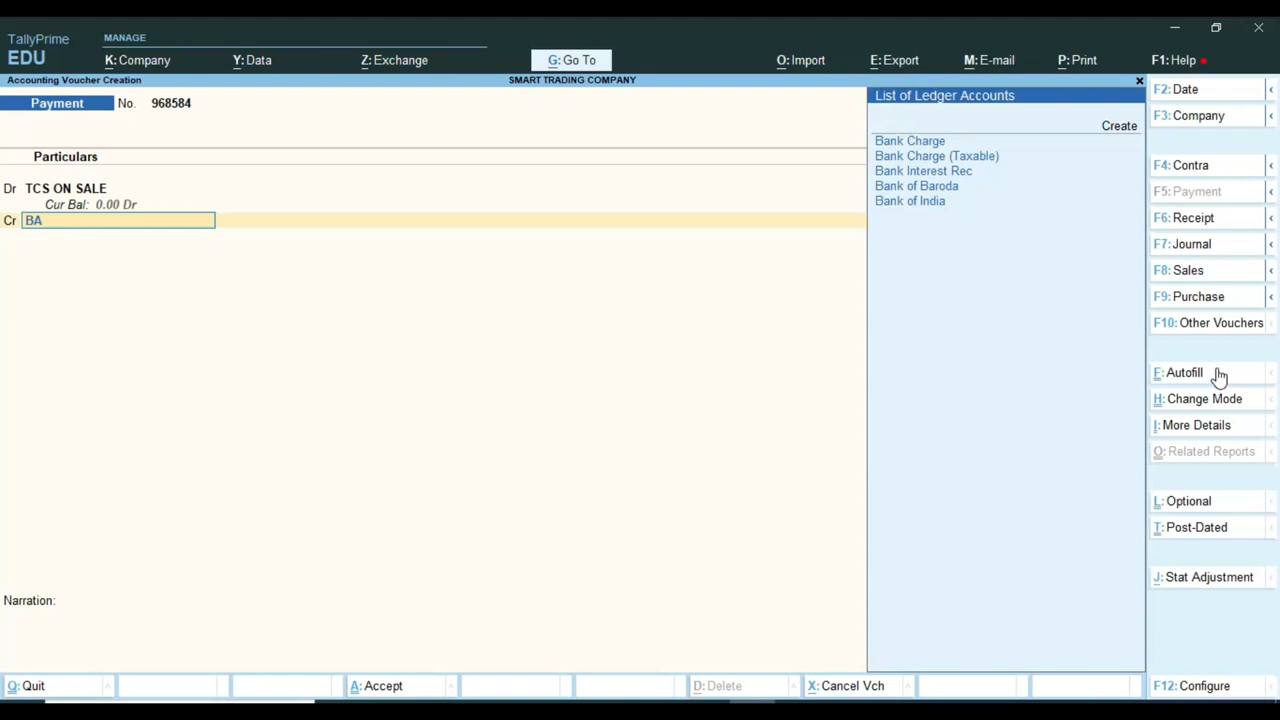 TallyPrime
EDU
MANAGE
K: Company
Y: Data
Z: Exchange
G: Go To
O: Import
E: Export
M: E-mail
P: Print
F1: Help
Accounting Voucher Creation
SMART TRADING COMPANY
Payment No. 968584
Particulars
Dr TCS ON SALE
Cur Bal: 0.00 Dr
Cr BA
Narration:
List of Ledger Accounts
Create
Bank Charge
Bank Charge (Taxable)
Bank Interest Rec
Bank of Baroda
Bank of India
F2: Date
F3: Company
F4: Contra
F5: Payment
F6: Receipt
F7: Journal
F8: Sales
F9: Purchase
F10: Other Vouchers
F: Autofill
H: Change Mode
I: More Details
O: Related Reports
L: Optional
T: Post-Dated
J: Stat Adjustment
Q: Quit
A: Accept
D: Delete
X: Cancel Vch
F12: Configure